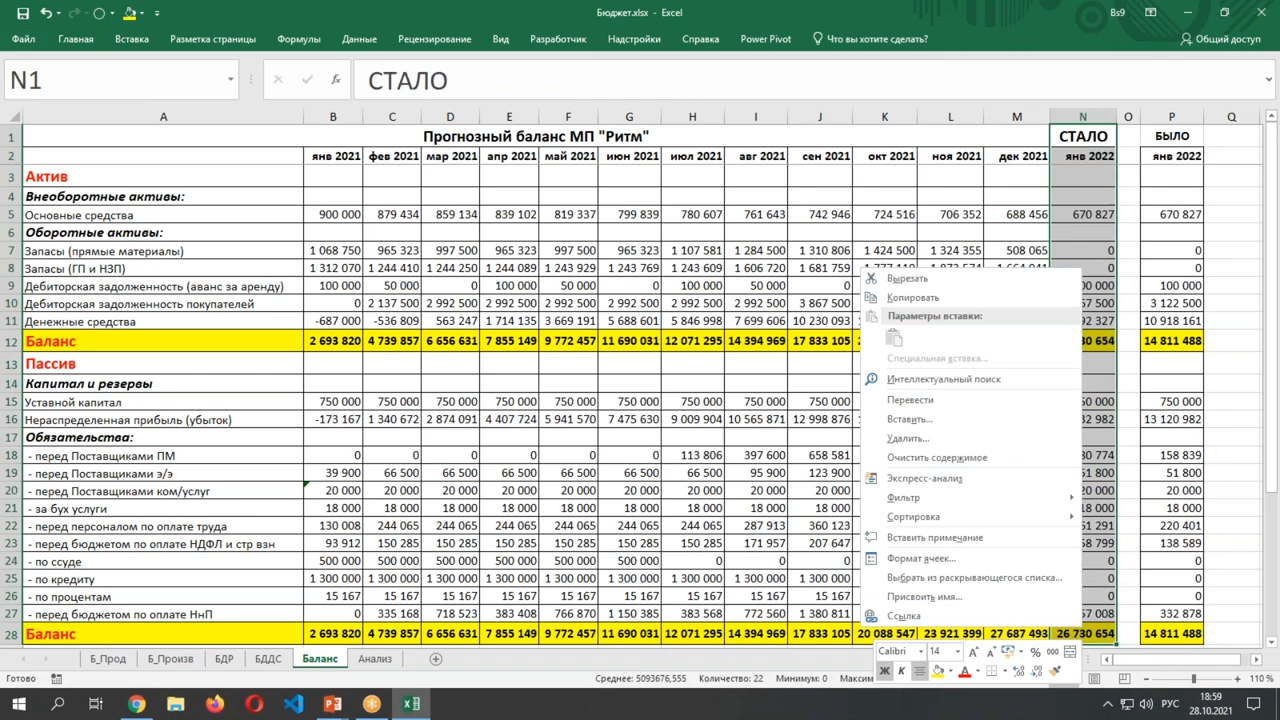 Бюджет.xlsx - Excel
Bs9
Файл Главная Вставка Разметка страницы Формулы Данные Рецензирование Вид Разработчик Надстройки Справка Power Pivot Что вы хотите сделать? Общий доступ
N1 fx СТАЛО
A B C D E F G H I J K L M N O P Q
1 Прогнозный баланс МП "Ритм" СТАЛО БЫЛО
2 янв 2021 фев 2021 мар 2021 апр 2021 май 2021 июн 2021 июл 2021 авг 2021 сен 2021 окт 2021 ноя 2021 дек 2021 янв 2022 янв 2022
3 Актив
4 Внеоборотные активы:
5 Основные средства 900 000 879 434 859 134 839 102 819 337 799 839 780 607 761 643 742 946 724 516 706 352 688 456 670 827 670 827
6 Оборотные активы:
7 Запасы (прямые материалы) 1 068 750 965 323 997 500 965 323 997 500 965 323 1 107 581 1 284 500 1 310 806 1 424 500 1 324 355 508 065 0 0
8 Запасы (ГП и НЗП) 1 312 070 1 244 410 1 244 250 1 244 089 1 243 929 1 243 769 1 243 609 1 606 720 1 681 759 0 0
9 Дебиторская задолженность (аванс за аренду) 100 000 50 000 0 100 000 50 000 0 100 000 50 000 0 00 000 100 000
10 Дебиторская задолженность покупателей 0 2 137 500 2 992 500 2 992 500 2 992 500 2 992 500 2 992 500 2 992 500 3 867 500 57 500 3 122 500
11 Денежные средства -687 000 -536 809 563 247 1 714 135 3 669 191 5 688 601 5 846 998 7 699 606 10 230 093 92 327 10 918 161
12 Баланс 2 693 820 4 739 857 6 656 631 7 855 149 9 772 457 11 690 031 12 071 295 14 394 969 17 833 105 30 654 14 811 488
13 Пассив
14 Капитал и резервы
15 Уставной капитал 750 000 750 000 750 000 750 000 750 000 750 000 750 000 750 000 750 000 50 000 750 000
16 Нераспределенная прибыль (убыток) -173 167 1 340 672 2 874 091 4 407 724 5 941 570 7 475 630 9 009 904 10 565 871 12 998 876 32 982 13 120 982
17 Обязательства:
18 - перед Поставщиками ПМ 0 0 0 0 0 0 113 806 397 600 658 581 30 774 158 839
19 - перед Поставщиками э/э 39 900 66 500 66 500 66 500 66 500 66 500 66 500 95 900 123 900 51 800 51 800
20 - перед Поставщиками ком/услуг 20 000 20 000 20 000 20 000 20 000 20 000 20 000 20 000 20 000 20 000 20 000
21 - за бух услуги 18 000 18 000 18 000 18 000 18 000 18 000 18 000 18 000 18 000 18 000 18 000
22 - перед персоналом по оплате труда 130 008 244 065 244 065 244 065 244 065 244 065 244 065 287 913 360 123 51 291 220 401
23 - перед бюджетом по оплате НДФЛ и стр взн 93 912 150 285 150 285 150 285 150 285 150 285 150 285 171 957 207 647 58 799 138 589
24 - по ссуде 500 000 500 000 500 000 500 000 500 000 500 000 0 0 0 0 0
25 - по кредиту 1 300 000 1 300 000 1 300 000 1 300 000 1 300 000 1 300 000 1 300 000 1 300 000 1 300 000 0 0
26 - по процентам 15 167 15 167 15 167 15 167 15 167 15 167 15 167 15 167 15 167 0 0
27 - перед бюджетом по оплате НнП 0 335 168 718 523 383 408 766 870 1 150 385 383 568 772 560 1 380 811 57 008 332 878
28 Баланс 2 693 820 4 739 857 6 656 631 7 855 149 9 772 457 11 690 031 12 071 295 14 394 969 17 833 105 20 088 547 23 921 399 27 687 493 26 730 654 14 811 488
Вырезать
Копировать
Параметры вставки:
Специальная вставка...
Интеллектуальный поиск
Перевести
Вставить...
Удалить...
Очистить содержимое
Экспресс-анализ
Фильтр
Сортировка
Вставить примечание
Формат ячеек...
Выбрать из раскрывающегося списка...
Присвоить имя...
Ссылка
Calibri 14 A A % 000
Ж К A
Б_Прод Б_Произв БДР БДДС Баланс Анализ
Готово Среднее: 5093676,555 Количество: 22 Минимум: 0 Максим 110 %
РУС
18:59
28.10.2021